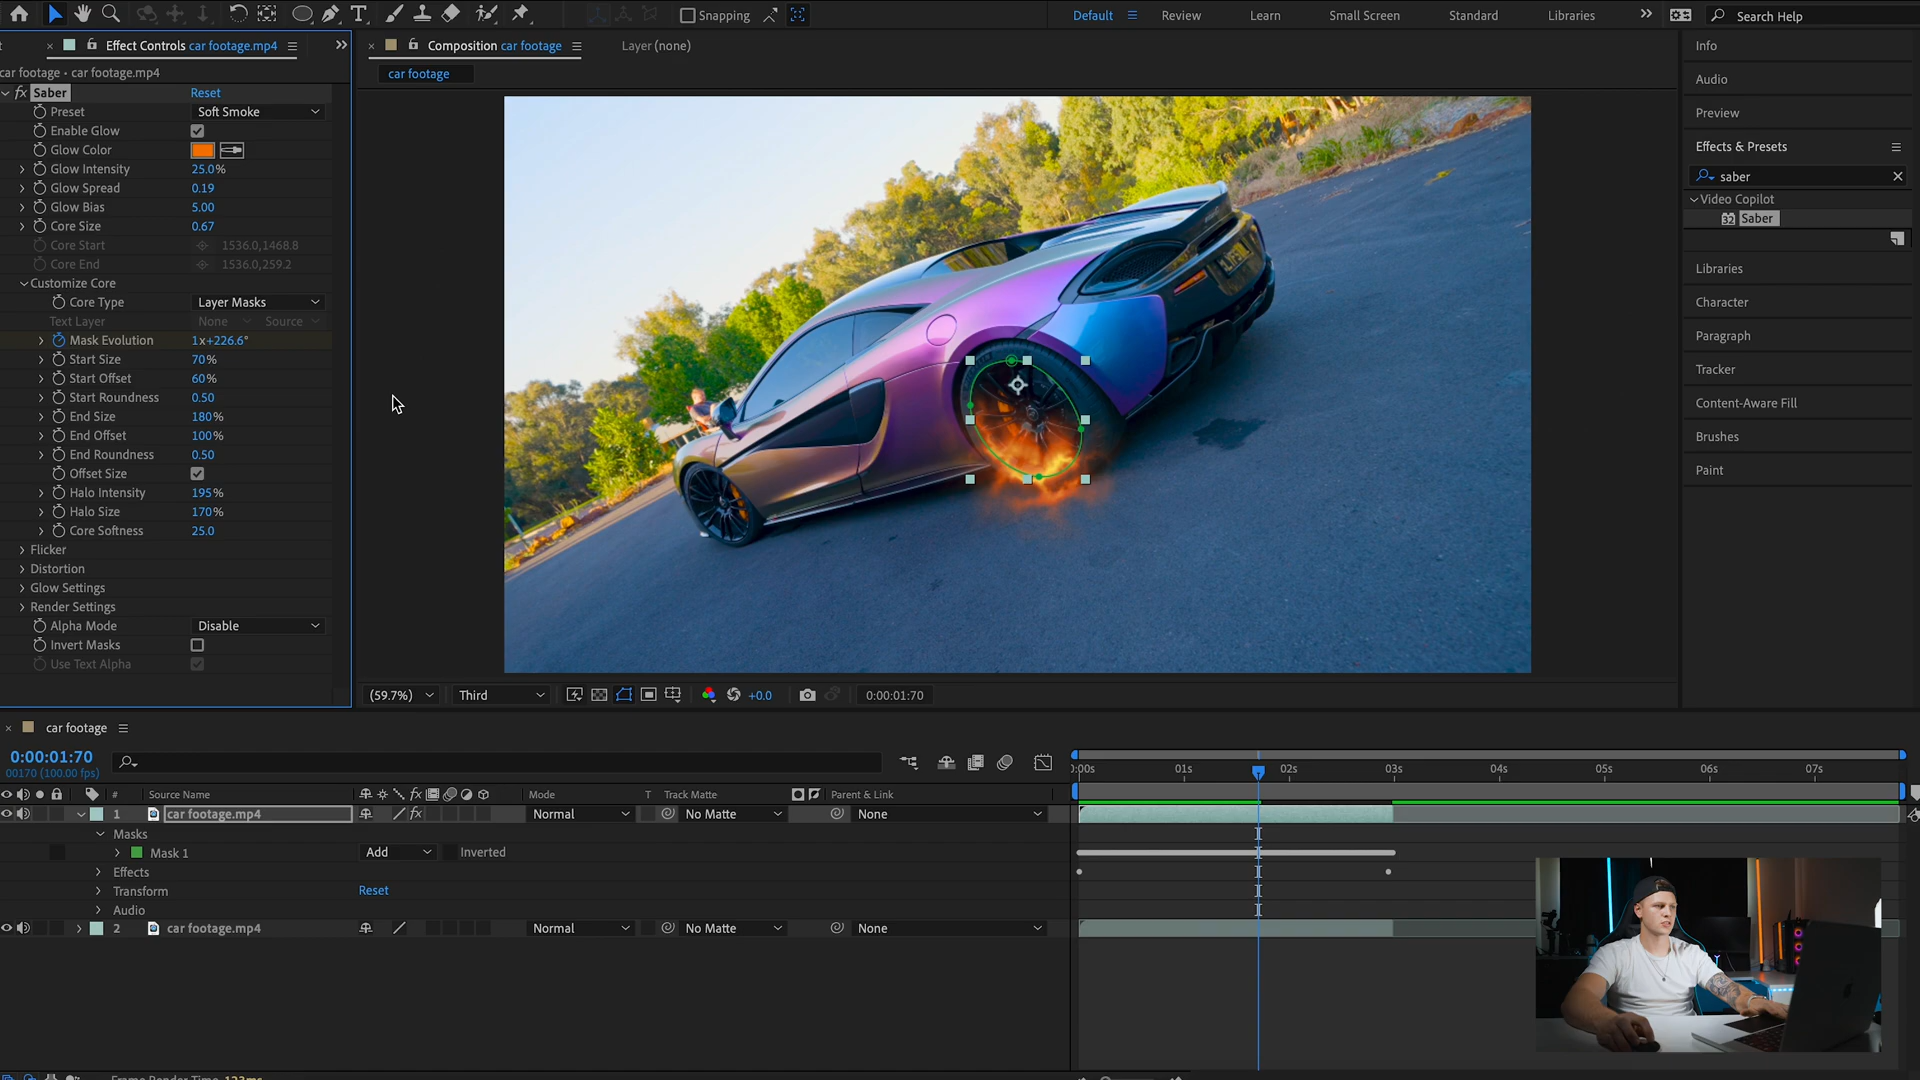 Snapping
Default
Review
Learn
Small Screen
Standard
Libraries
Search Help
Effect Controls car footage.mp4
Composition car footage
Layer (none)
car footage • car footage.mp4
car footage
fx Saber Reset
Preset Soft Smoke
Enable Glow
Glow Color
Glow Intensity 25.0%
Glow Spread 0.19
Glow Bias 5.00
Core Size 0.67
Core Start 1536.0,1468.8
Core End 1536.0,259.2
Customize Core
Core Type Layer Masks
Text Layer None Source
Mask Evolution 1x+226.6°
Start Size 70%
Start Offset 60%
Start Roundness 0.50
End Size 180%
End Offset 100%
End Roundness 0.50
Offset Size
Halo Intensity 195%
Halo Size 170%
Core Softness 25.0
Flicker
Distortion
Glow Settings
Render Settings
Alpha Mode Disable
Invert Masks
Use Text Alpha
(59.7%) Third +0.0 0:00:01:70
Info
Audio
Preview
Effects & Presets
saber
Video Copilot
32 Saber
Libraries
Character
Paragraph
Tracker
Content-Aware Fill
Brushes
Paint
car footage
0:00:01:70
00170 (100.00 fps)
:00s 01s 02s 03s 04s 05s 06s 07s
# Source Name fx Mode T Track Matte Parent & Link
1 car footage.mp4 fx Normal No Matte None
Masks
Mask 1 Add Inverted
Effects
Transform Reset
Audio
2 car footage.mp4 Normal No Matte None
Frame Render Time 123ms